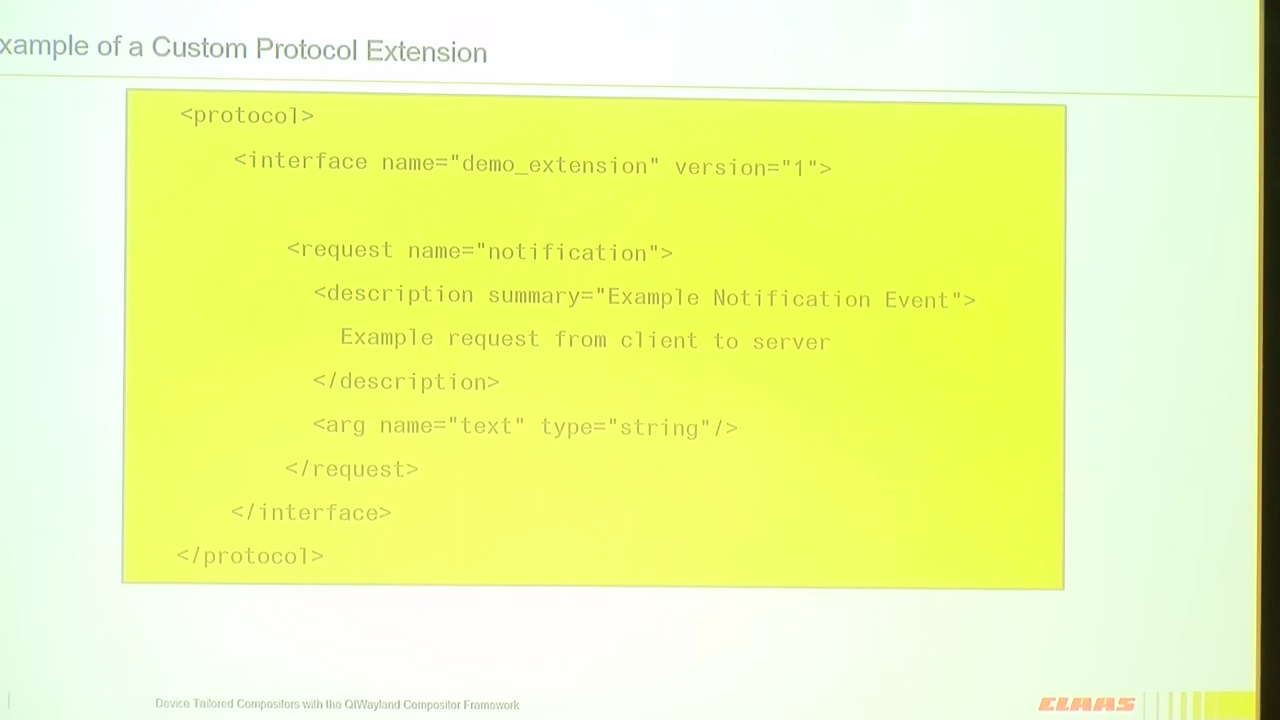 xample of a Custom Protocol Extension
<protocol>
<interface name="demo_extension" version="1">
<request name="notification">
<description summary="Example Notification Event">
Example request from client to server
</description>
<arg name="text" type="string"/>
</request>
</interface>
</protocol>
Device Tailored Compositors with the QtWayland Compositor Framework
CLAAS